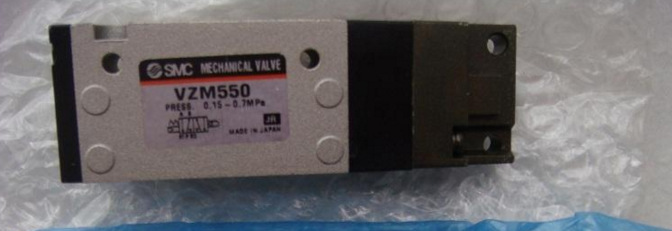 SMC MECHANICAL VALVE
VZM550
PRESS. 0.15~0.7MPa
A B
JR
MADE IN JAPAN